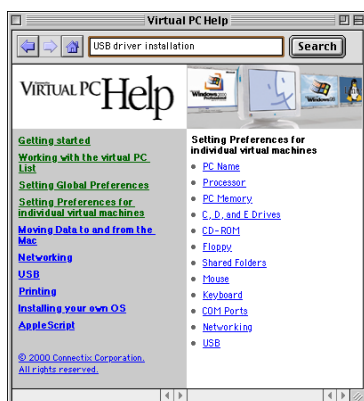 Virtual PC Help
USB driver installation
Search
VIRTUAL PC Help
Getting started
Working with the virtual PC
List
Setting Global Preferences
Setting Preferences for
individual virtual machines
Moving Data to and from the
Mac
Networking
USB
Printing
Installing your own OS
AppleScript
© 2000 Connectix Corporation.
All rights reserved.
Setting Preferences for
individual virtual machines
PC Name
Processor
PC Memory
C, D, and E Drives
CD-ROM
Floppy
Shared Folders
Mouse
Keyboard
COM Ports
Networking
USB